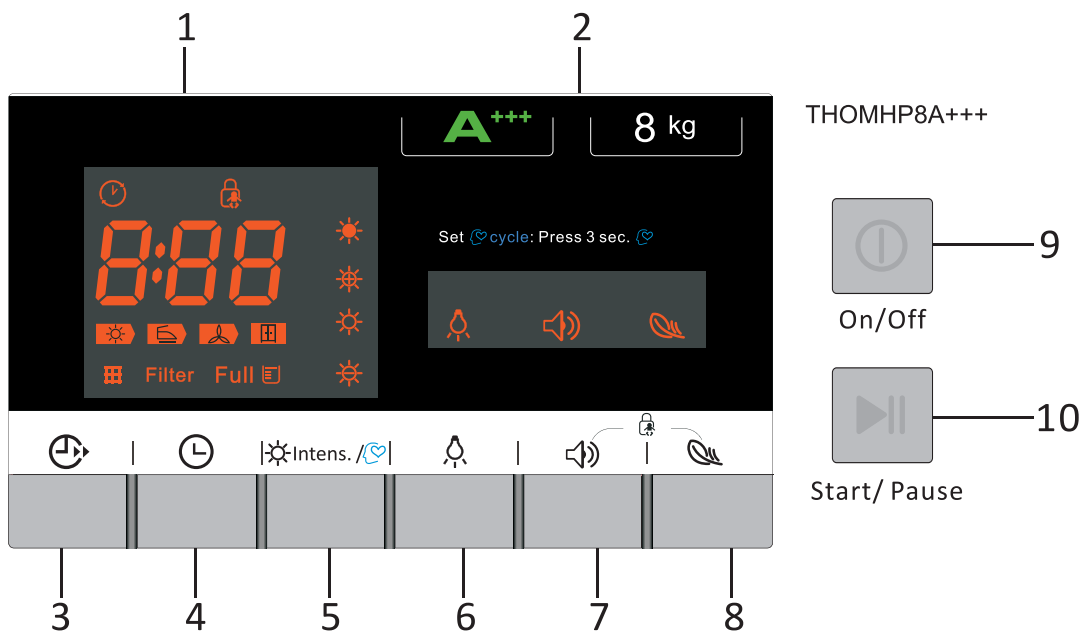 1
2
A+++
8 kg
THOMHP8A+++
8:88
Set cycle: Press 3 sec.
Filter
Full
9
On/Off
10
Start/ Pause
Intens. /
3
4
5
6
7
8